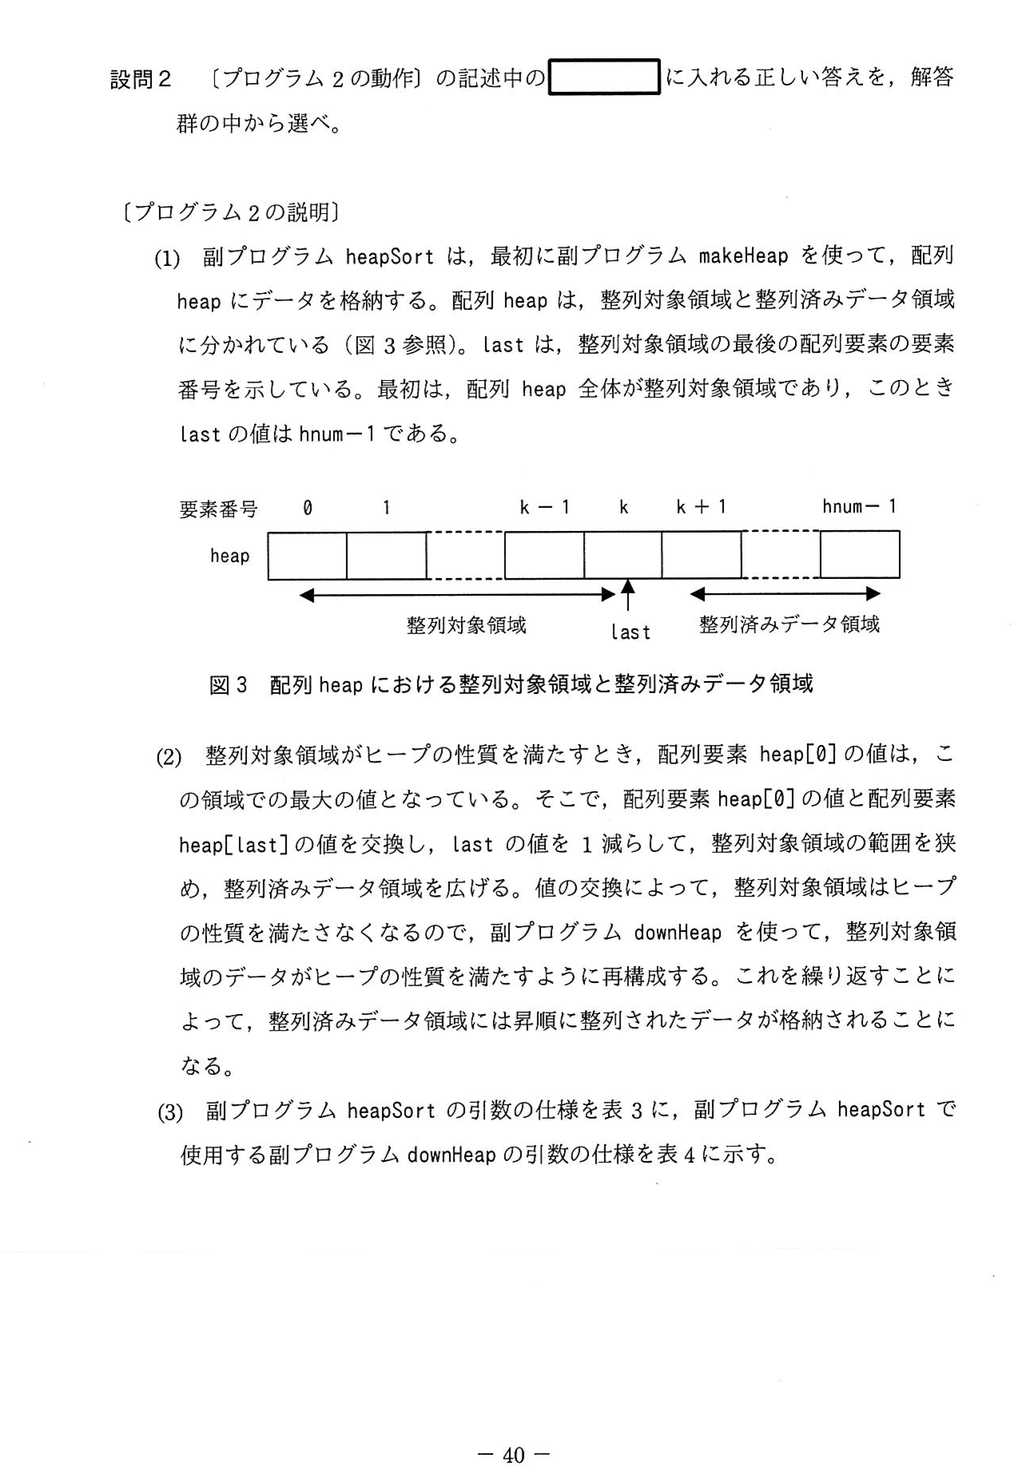 設問2　〔プログラム2の動作〕の記述中の　　　　に入れる正しい答えを，解答
群の中から選べ。
〔プログラム2の説明〕
(1)　副プログラム heapSort は，最初に副プログラム makeHeap を使って，配列
heap にデータを格納する。配列 heap は，整列対象領域と整列済みデータ領域
に分かれている（図 3 参照）。last は，整列対象領域の最後の配列要素の要素
番号を示している。最初は，配列 heap 全体が整列対象領域であり，このとき
last の値は hnum－1 である。
要素番号　0　1　k－1　k　k＋1　hnum－1
heap
整列対象領域　last　整列済みデータ領域
図 3　配列 heap における整列対象領域と整列済みデータ領域
(2)　整列対象領域がヒープの性質を満たすとき，配列要素 heap[0] の値は，こ
の領域での最大の値となっている。そこで，配列要素 heap[0] の値と配列要素
heap[last] の値を交換し，last の値を 1 減らして，整列対象領域の範囲を狭
め，整列済みデータ領域を広げる。値の交換によって，整列対象領域はヒープ
の性質を満たさなくなるので，副プログラム downHeap を使って，整列対象領
域のデータがヒープの性質を満たすように再構成する。これを繰り返すことに
よって，整列済みデータ領域には昇順に整列されたデータが格納されることに
なる。
(3)　副プログラム heapSort の引数の仕様を表 3 に，副プログラム heapSort で
使用する副プログラム downHeap の引数の仕様を表 4 に示す。
－ 40 －